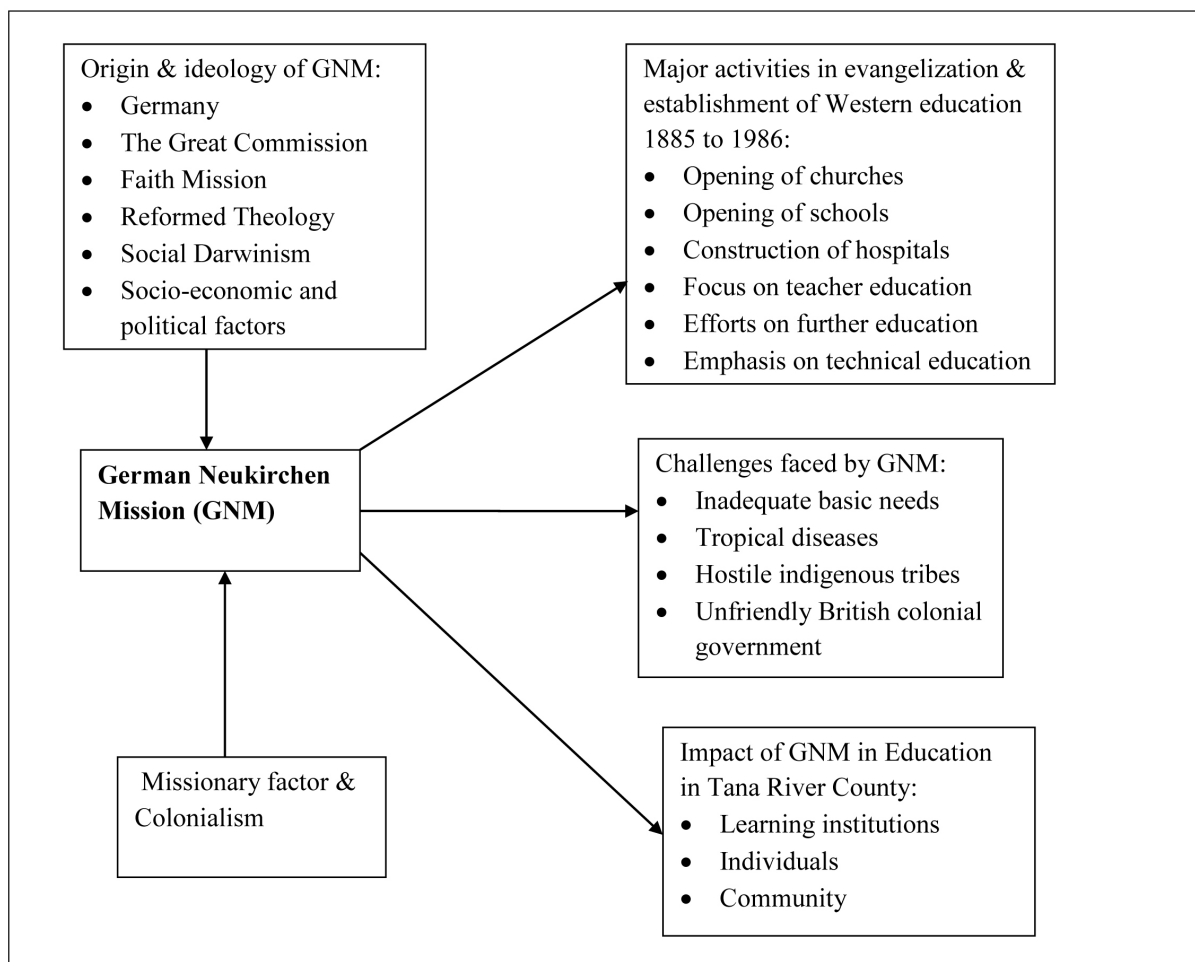 Origin & ideology of GNM:
• Germany
• The Great Commission
• Faith Mission
• Reformed Theology
• Social Darwinism
• Socio-economic and
political factors
Major activities in evangelization &
establishment of Western education
1885 to 1986:
• Opening of churches
• Opening of schools
• Construction of hospitals
• Focus on teacher education
• Efforts on further education
• Emphasis on technical education
German Neukirchen
Mission (GNM)
Challenges faced by GNM:
• Inadequate basic needs
• Tropical diseases
• Hostile indigenous tribes
• Unfriendly British colonial
government
Missionary factor &
Colonialism
Impact of GNM in Education
in Tana River County:
• Learning institutions
• Individuals
• Community